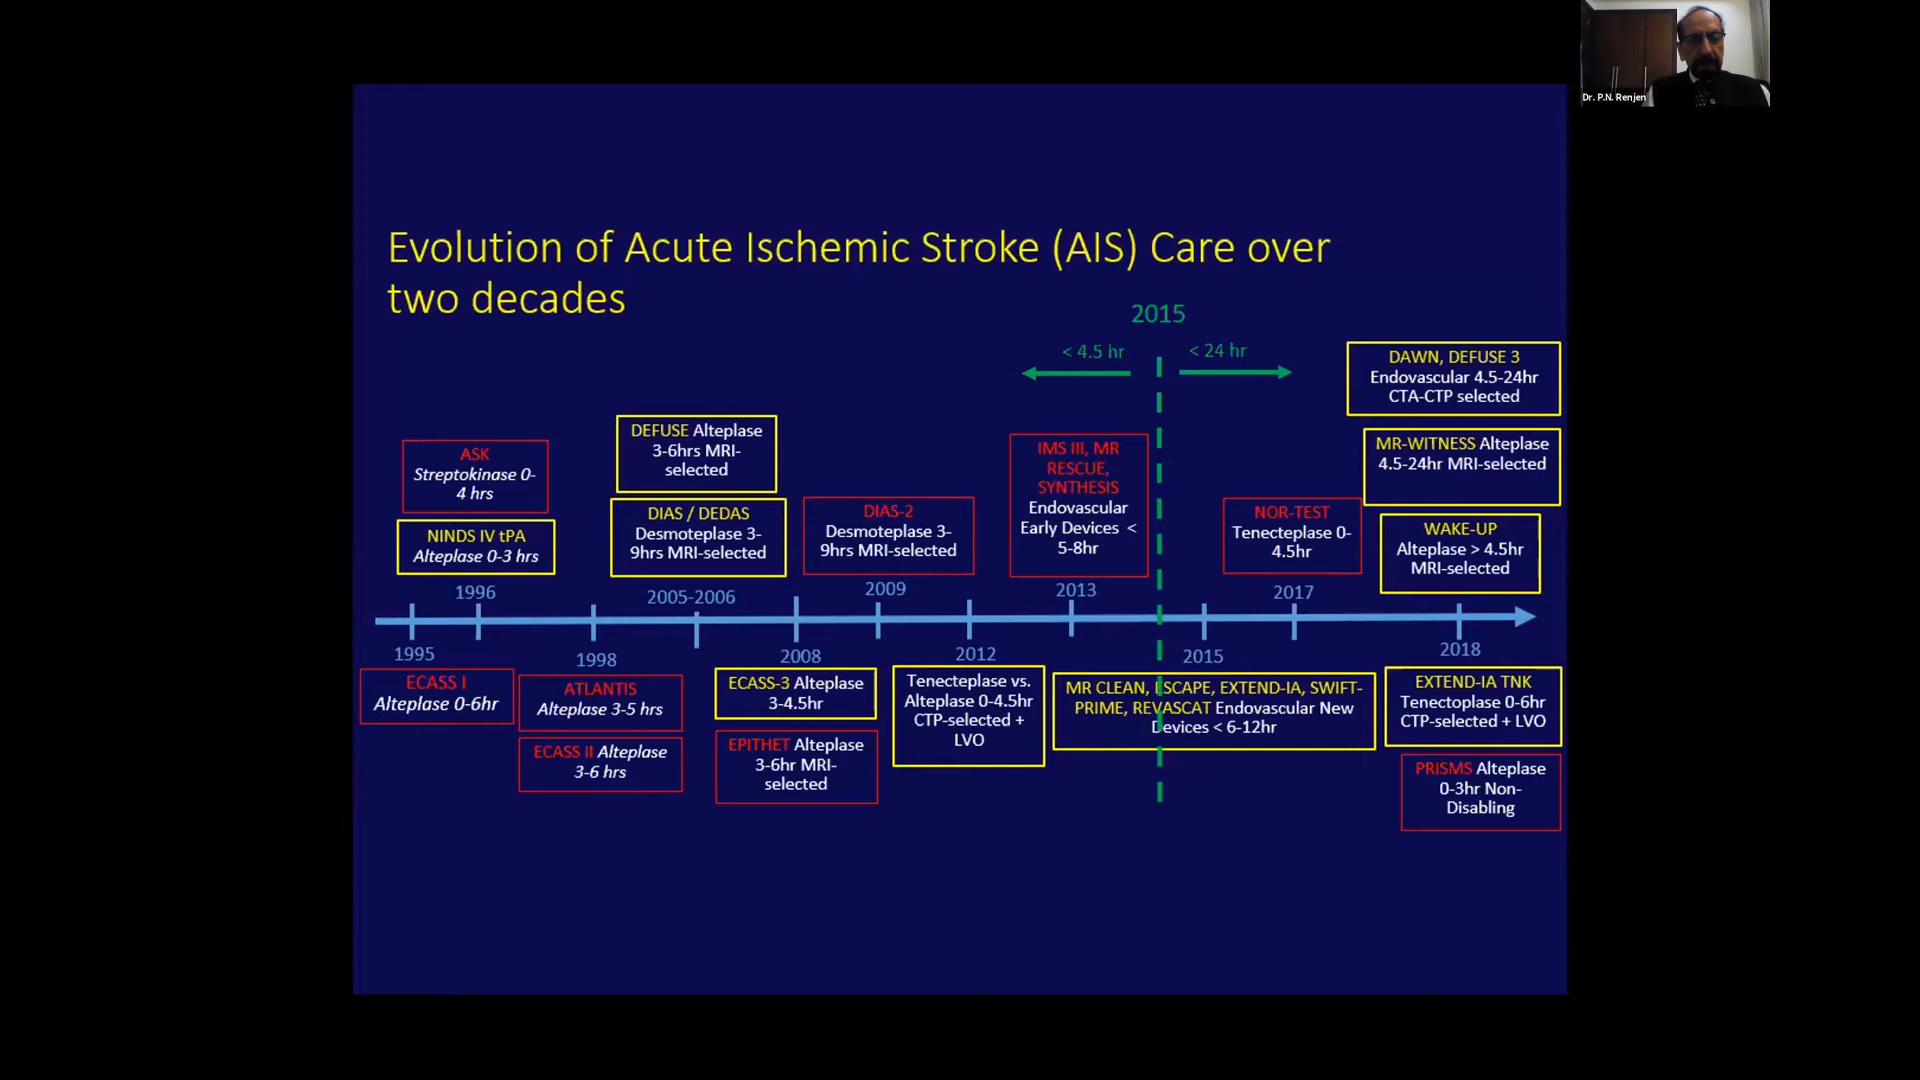 Dr. P.N. Renjen
Evolution of Acute Ischemic Stroke (AIS) Care over
two decades
2015
< 4.5 hr
< 24 hr
DAWN, DEFUSE 3
Endovascular 4.5-24hr
CTA-CTP selected
DEFUSE Alteplase
3-6hrs MRI-
selected
MR-WITNESS Alteplase
4.5-24hr MRI-selected
ASK
Streptokinase 0-
4 hrs
IMS III, MR
RESCUE,
SYNTHESIS
Endovascular
Early Devices <
5-8hr
NINDS IV tPA
Alteplase 0-3 hrs
DIAS / DEDAS
Desmoteplase 3-
9hrs MRI-selected
DIAS-2
Desmoteplase 3-
9hrs MRI-selected
NOR-TEST
Tenecteplase 0-
4.5hr
WAKE-UP
Alteplase > 4.5hr
MRI-selected
1996
2005-2006
2009
2013
2017
1995
1998
2008
2012
2015
2018
ECASS I
Alteplase 0-6hr
ATLANTIS
Alteplase 3-5 hrs
ECASS II Alteplase
3-6 hrs
ECASS-3 Alteplase
3-4.5hr
EPITHET Alteplase
3-6hr MRI-
selected
Tenecteplase vs.
Alteplase 0-4.5hr
CTP-selected +
LVO
MR CLEAN, ESCAPE, EXTEND-IA, SWIFT-
PRIME, REVASCAT Endovascular New
Devices < 6-12hr
EXTEND-IA TNK
Tenectoplase 0-6hr
CTP-selected + LVO
PRISMS Alteplase
0-3hr Non-
Disabling